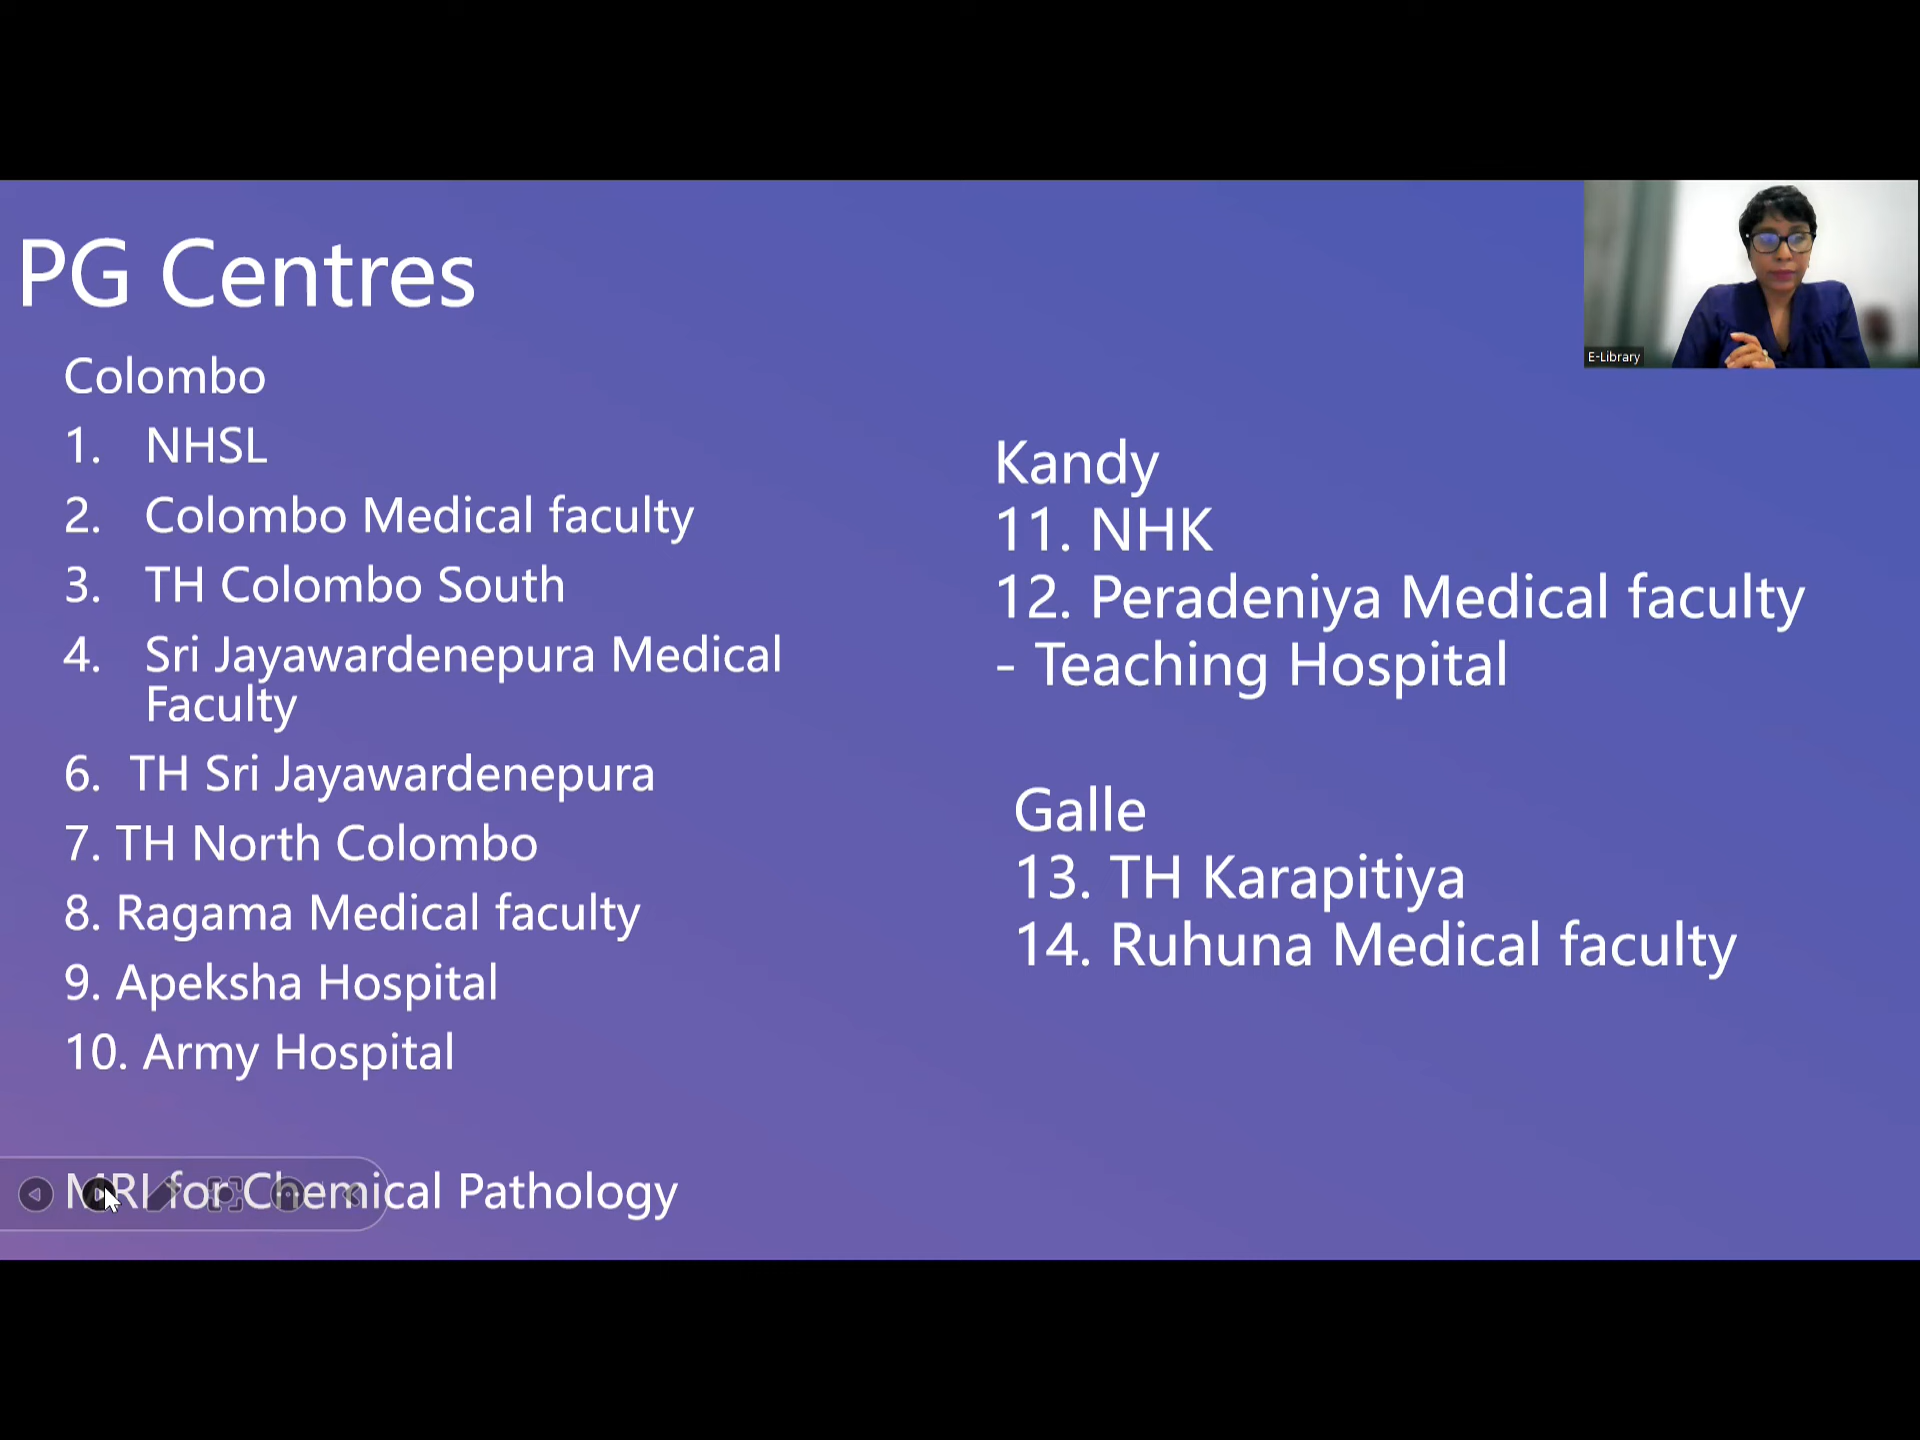 PG Centres
Colombo
1. NHSL
2. Colombo Medical faculty
3. TH Colombo South
4. Sri Jayawardenepura Medical
Faculty
6. TH Sri Jayawardenepura
7. TH North Colombo
8. Ragama Medical faculty
9. Apeksha Hospital
10. Army Hospital
MRI for Chemical Pathology
Kandy
11. NHK
12. Peradeniya Medical faculty
- Teaching Hospital
Galle
13. TH Karapitiya
14. Ruhuna Medical faculty
E-Library